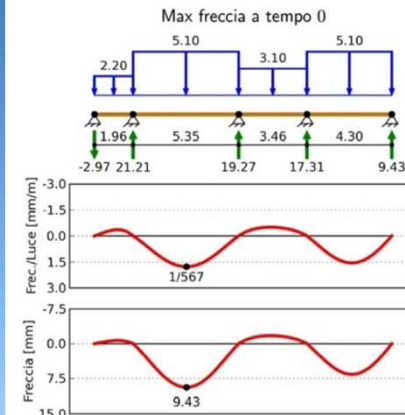 Max freccia a tempo 0
5.10 5.10
2.20 3.10
1.96 5.35 3.46 4.30
-2.97 21.21 19.27 17.31 9.43
Frec./Luce [mm/m]
-3.0
-1.5
0.0
1.5
3.0
1/567
Freccia [mm]
-7.5
0.0
7.5
15.0
9.43